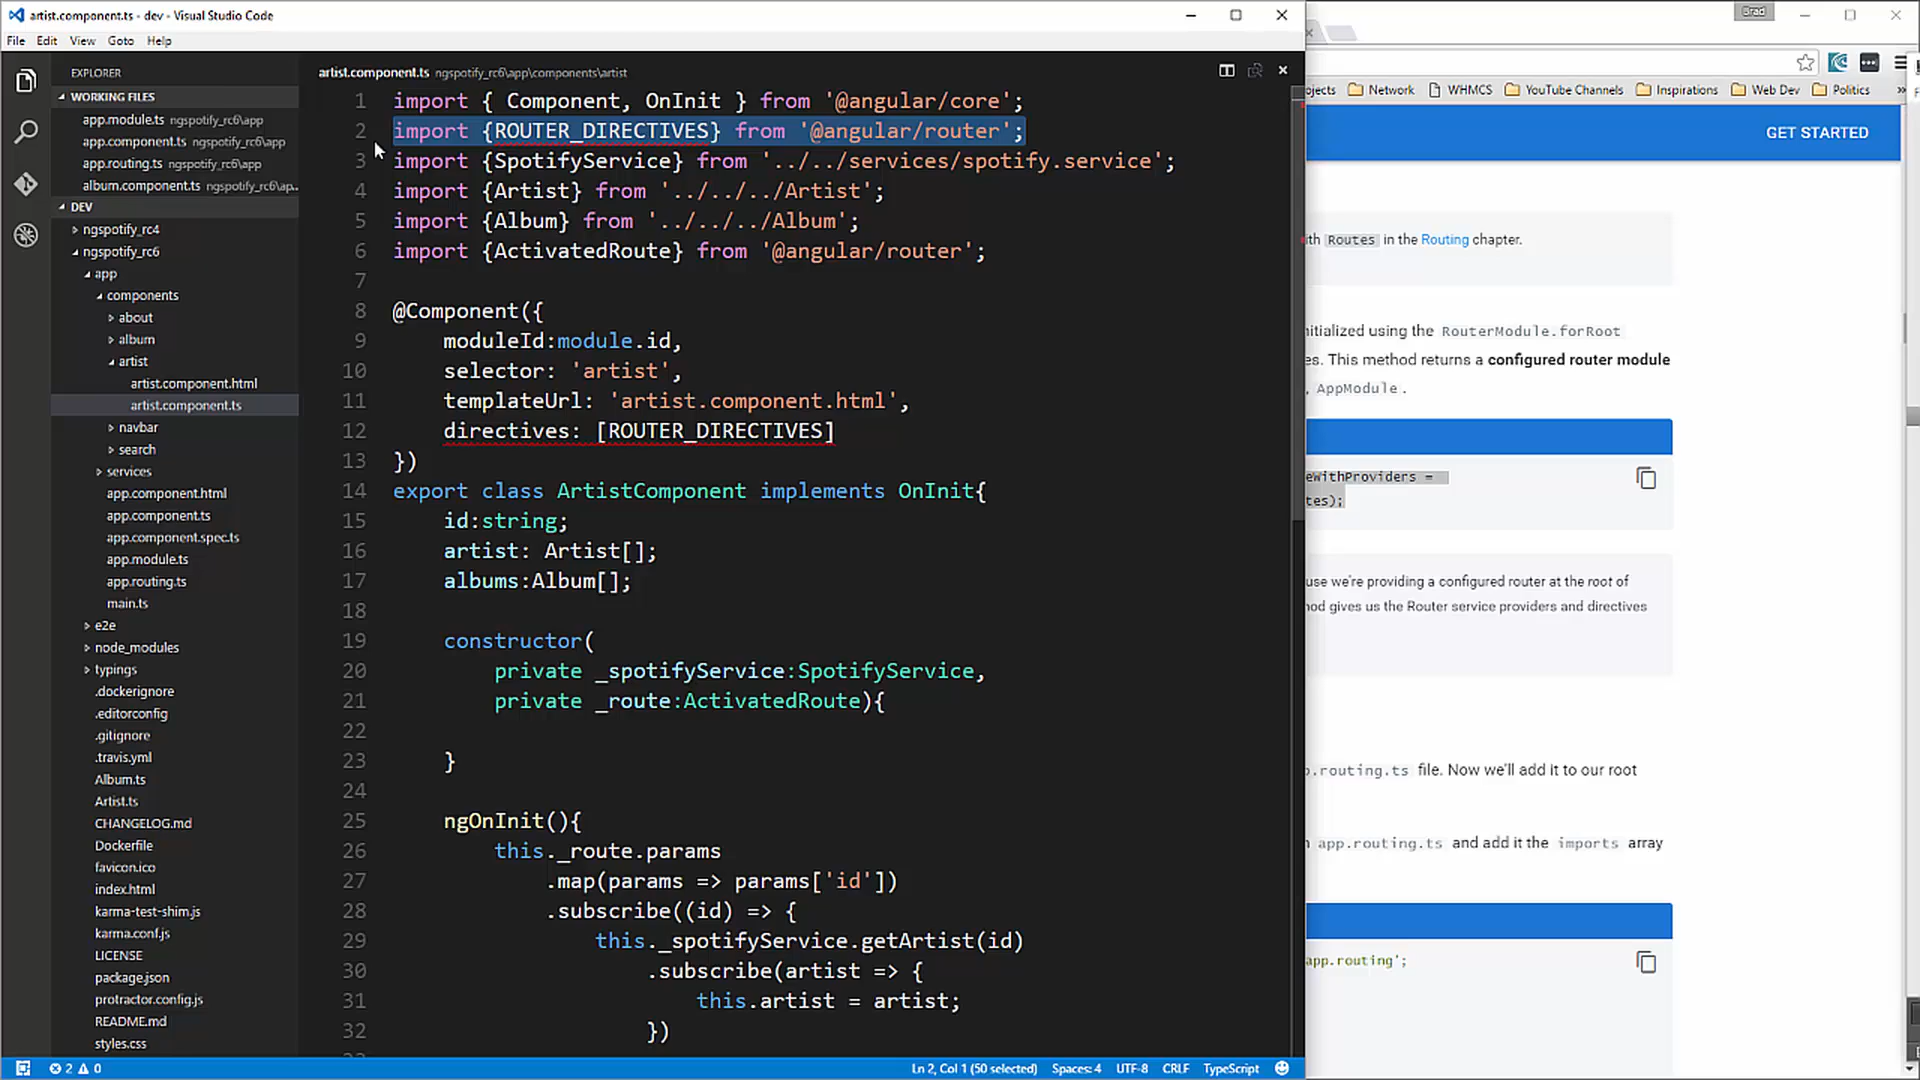 artist.component.ts - dev - Visual Studio Code
Brad
File Edit View Goto Help
EXPLORER
WORKING FILES
app.module.ts ngspotify_rc6\app
app.component.ts ngspotify_rc6\app
app.routing.ts ngspotify_rc6\app
album.component.ts ngspotify_rc6\ap...
DEV
ngspotify_rc4
ngspotify_rc6
app
components
about
album
artist
artist.component.html
artist.component.ts
navbar
search
services
app.component.html
app.component.ts
app.component.spec.ts
app.module.ts
app.routing.ts
main.ts
e2e
node_modules
typings
.dockerignore
.editorconfig
.gitignore
.travis.yml
Album.ts
Artist.ts
CHANGELOG.md
Dockerfile
favicon.ico
index.html
karma-test-shim.js
karma.conf.js
LICENSE
package.json
protractor.config.js
README.md
styles.css
artist.component.ts ngspotify_rc6\app\components\artist
1 import { Component, OnInit } from '@angular/core';
2 import {ROUTER_DIRECTIVES} from '@angular/router';
3 import {SpotifyService} from '../../services/spotify.service';
4 import {Artist} from '../../../Artist';
5 import {Album} from '../../../Album';
6 import {ActivatedRoute} from '@angular/router';
7
8 @Component({
9 moduleId:module.id,
10 selector: 'artist',
11 templateUrl: 'artist.component.html',
12 directives: [ROUTER_DIRECTIVES]
13 })
14 export class ArtistComponent implements OnInit{
15 id:string;
16 artist: Artist[];
17 albums:Album[];
18
19 constructor(
20 private _spotifyService:SpotifyService,
21 private _route:ActivatedRoute){
22
23 }
24
25 ngOnInit(){
26 this._route.params
27 .map(params => params['id'])
28 .subscribe((id) => {
29 this._spotifyService.getArtist(id)
30 .subscribe(artist => {
31 this.artist = artist;
32 })
2 0
Ln 2, Col 1 (50 selected) Spaces: 4 UTF-8 CRLF TypeScript
ojects Network WHMCS YouTube Channels Inspirations Web Dev Politics »
GET STARTED
ith Routes in the Routing chapter.
nitialized using the RouterModule.forRoot
es. This method returns a configured router module
, AppModule.
eWithProviders =
tes);
use we're providing a configured router at the root of
hod gives us the Router service providers and directives
p.routing.ts file. Now we'll add it to our root
n app.routing.ts and add it the imports array
app.routing';